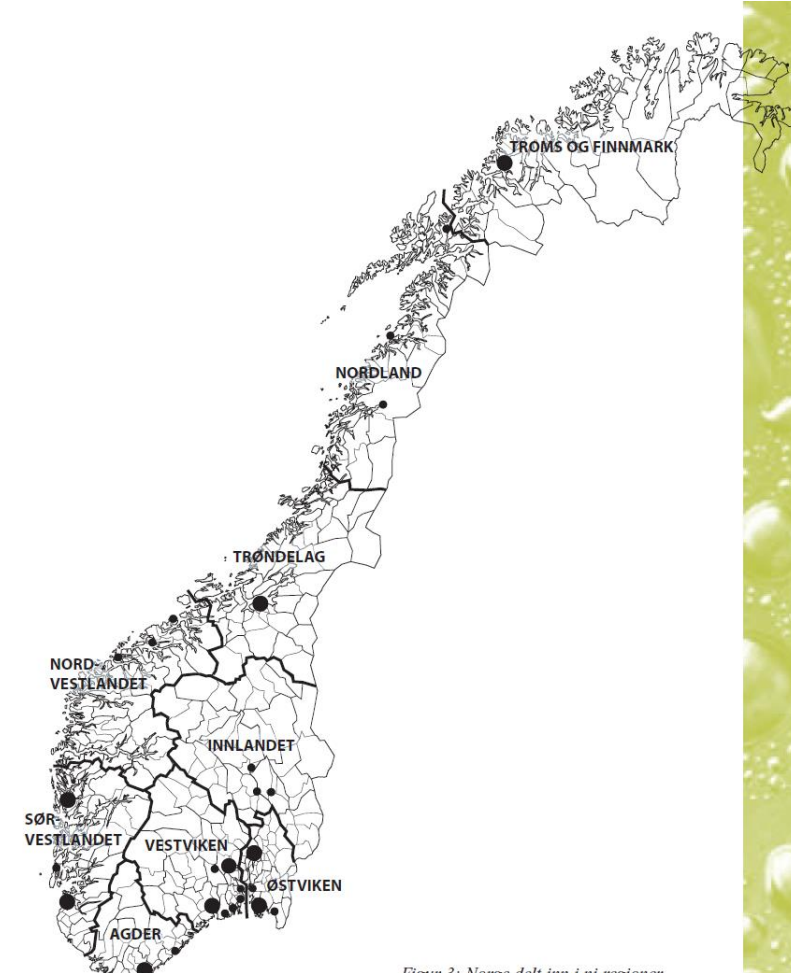 TROMS OG FINNMARK
NORDLAND
TRØNDELAG
NORD-
VESTLANDET
INNLANDET
SØR-
VESTLANDET
VESTVIKEN
ØSTVIKEN
AGDER
Figur 3: Norge delt inn i ni regioner